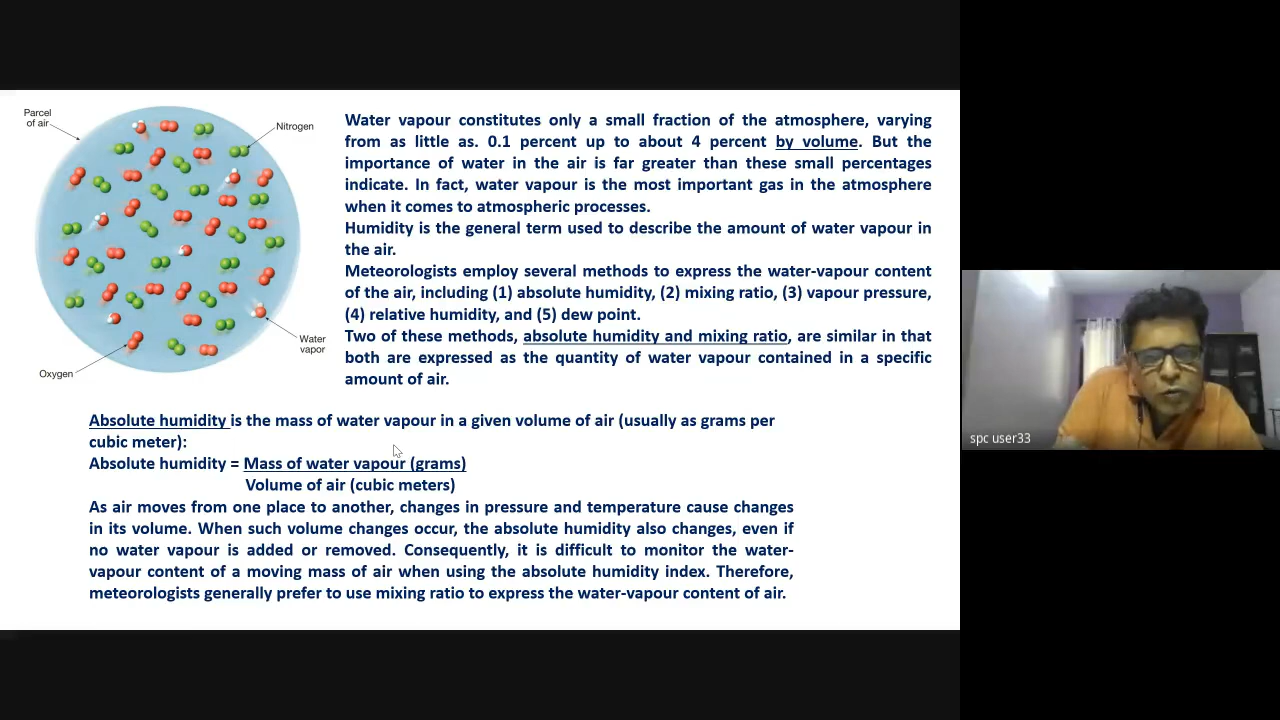 Parcel
of air
Nitrogen
Water
vapor
Oxygen
Water vapour constitutes only a small fraction of the atmosphere, varying
from as little as. 0.1 percent up to about 4 percent by volume. But the
importance of water in the air is far greater than these small percentages
indicate. In fact, water vapour is the most important gas in the atmosphere
when it comes to atmospheric processes.
Humidity is the general term used to describe the amount of water vapour in
the air.
Meteorologists employ several methods to express the water-vapour content
of the air, including (1) absolute humidity, (2) mixing ratio, (3) vapour pressure,
(4) relative humidity, and (5) dew point.
Two of these methods, absolute humidity and mixing ratio, are similar in that
both are expressed as the quantity of water vapour contained in a specific
amount of air.
Absolute humidity is the mass of water vapour in a given volume of air (usually as grams per
cubic meter):
Absolute humidity = Mass of water vapour (grams)
Volume of air (cubic meters)
As air moves from one place to another, changes in pressure and temperature cause changes
in its volume. When such volume changes occur, the absolute humidity also changes, even if
no water vapour is added or removed. Consequently, it is difficult to monitor the water-
vapour content of a moving mass of air when using the absolute humidity index. Therefore,
meteorologists generally prefer to use mixing ratio to express the water-vapour content of air.
spc user33